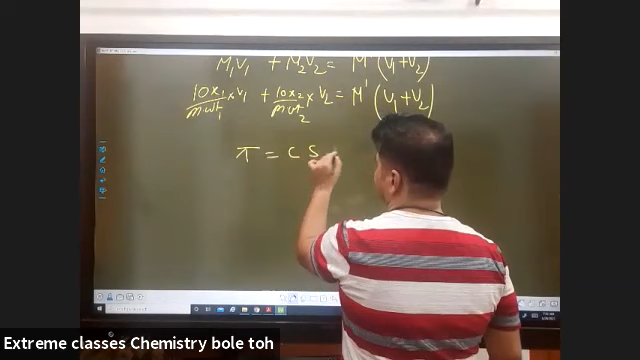 M₁V₁ + M₂V₂ = M' (V₁+V₂)
10x₁/mwt₁ × V₁ + 10x₂/mwt₂ × V₂ = M' (V₁+V₂)
π = C S
Extreme classes Chemistry bole toh